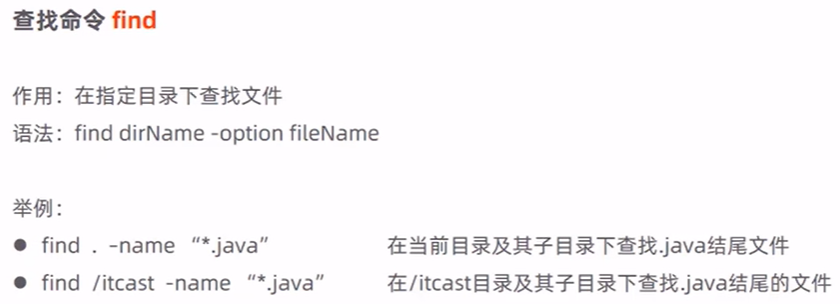 查找命令 find
作用：在指定目录下查找文件
语法：find dirName -option fileName
举例：
● find . –name “*.java” 在当前目录及其子目录下查找.java结尾文件
● find /itcast -name “*.java” 在/itcast目录及其子目录下查找.java结尾的文件